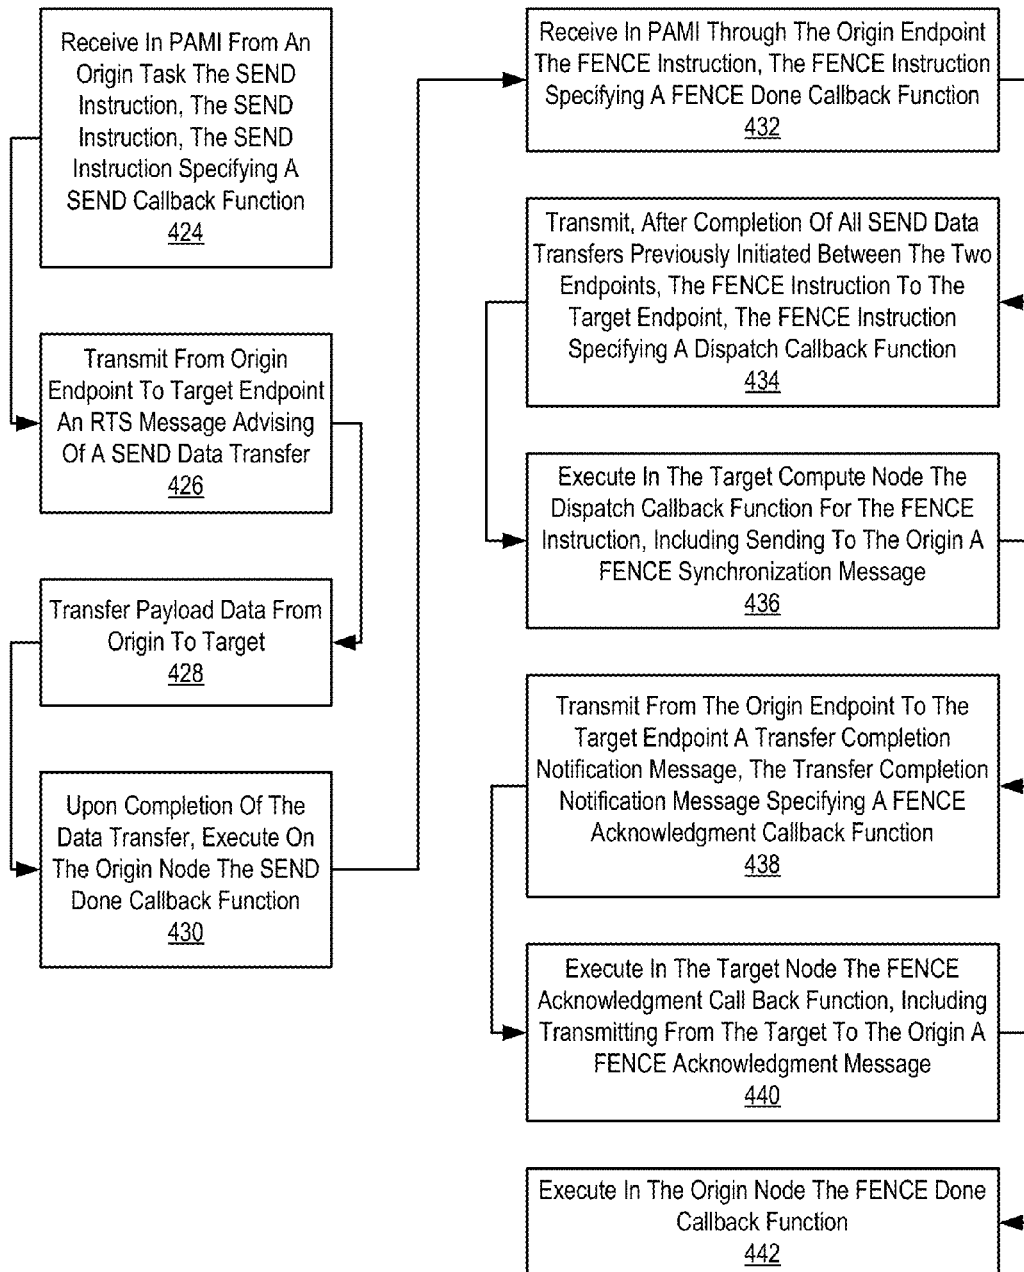 Receive In PAMI From An
Origin Task The SEND
Instruction, The SEND
Instruction, The SEND
Instruction Specifying A
SEND Callback Function
424
Transmit From Origin
Endpoint To Target Endpoint
An RTS Message Advising
Of A SEND Data Transfer
426
Transfer Payload Data From
Origin To Target
428
Upon Completion Of The
Data Transfer, Execute On
The Origin Node The SEND
Done Callback Function
430
Receive In PAMI Through The Origin Endpoint
The FENCE Instruction, The FENCE Instruction
Specifying A FENCE Done Callback Function
432
Transmit, After Completion Of All SEND Data
Transfers Previously Initiated Between The Two
Endpoints, The FENCE Instruction To The
Target Endpoint, The FENCE Instruction
Specifying A Dispatch Callback Function
434
Execute In The Target Compute Node The
Dispatch Callback Function For The FENCE
Instruction, Including Sending To The Origin A
FENCE Synchronization Message
436
Transmit From The Origin Endpoint To The
Target Endpoint A Transfer Completion
Notification Message, The Transfer Completion
Notification Message Specifying A FENCE
Acknowledgment Callback Function
438
Execute In The Target Node The FENCE
Acknowledgment Call Back Function, Including
Transmitting From The Target To The Origin A
FENCE Acknowledgment Message
440
Execute In The Origin Node The FENCE Done
Callback Function
442